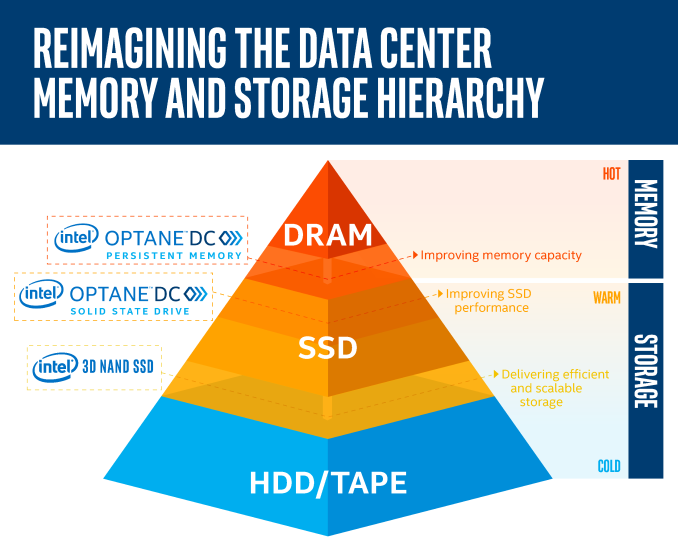 REIMAGINING THE DATA CENTER
MEMORY AND STORAGE HIERARCHY
HOT
MEMORY
DRAM
intel OPTANE™ DC
PERSISTENT MEMORY
Improving memory capacity
intel OPTANE™ DC
SOLID STATE DRIVE
Improving SSD
performance
WARM
STORAGE
SSD
intel 3D NAND SSD
Delivering efficient
and scalable
storage
COLD
HDD/TAPE